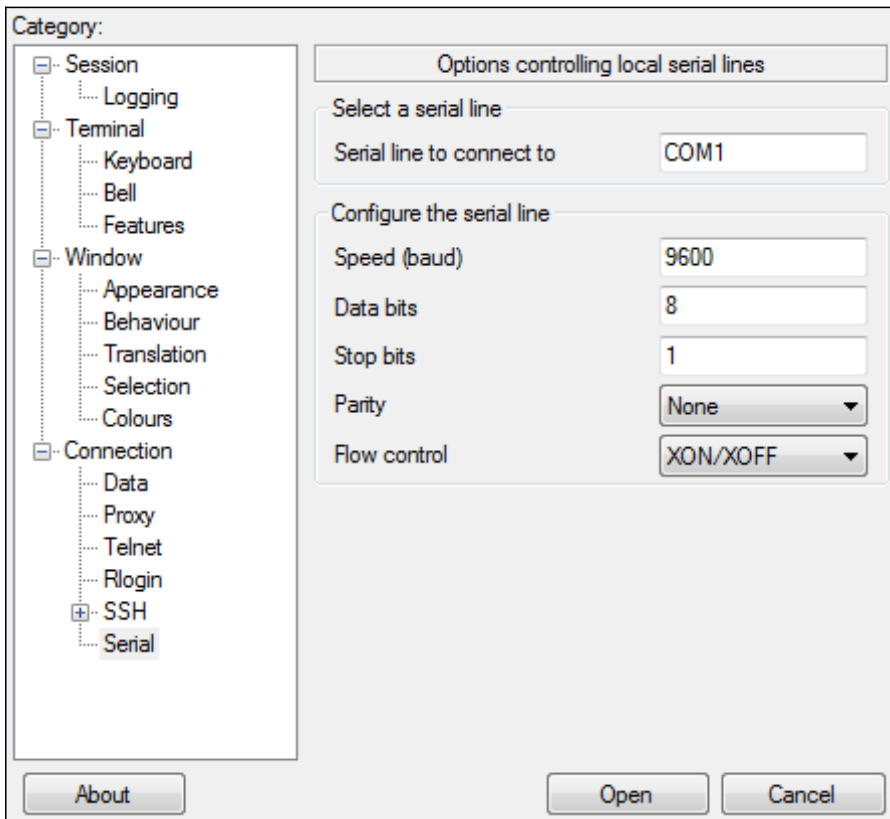 Category:
Session
Logging
Terminal
Keyboard
Bell
Features
Window
Appearance
Behaviour
Translation
Selection
Colours
Connection
Data
Proxy
Telnet
Rlogin
SSH
Serial
Options controlling local serial lines
Select a serial line
Serial line to connect to COM1
Configure the serial line
Speed (baud) 9600
Data bits 8
Stop bits 1
Parity None
Flow control XON/XOFF
About Open Cancel